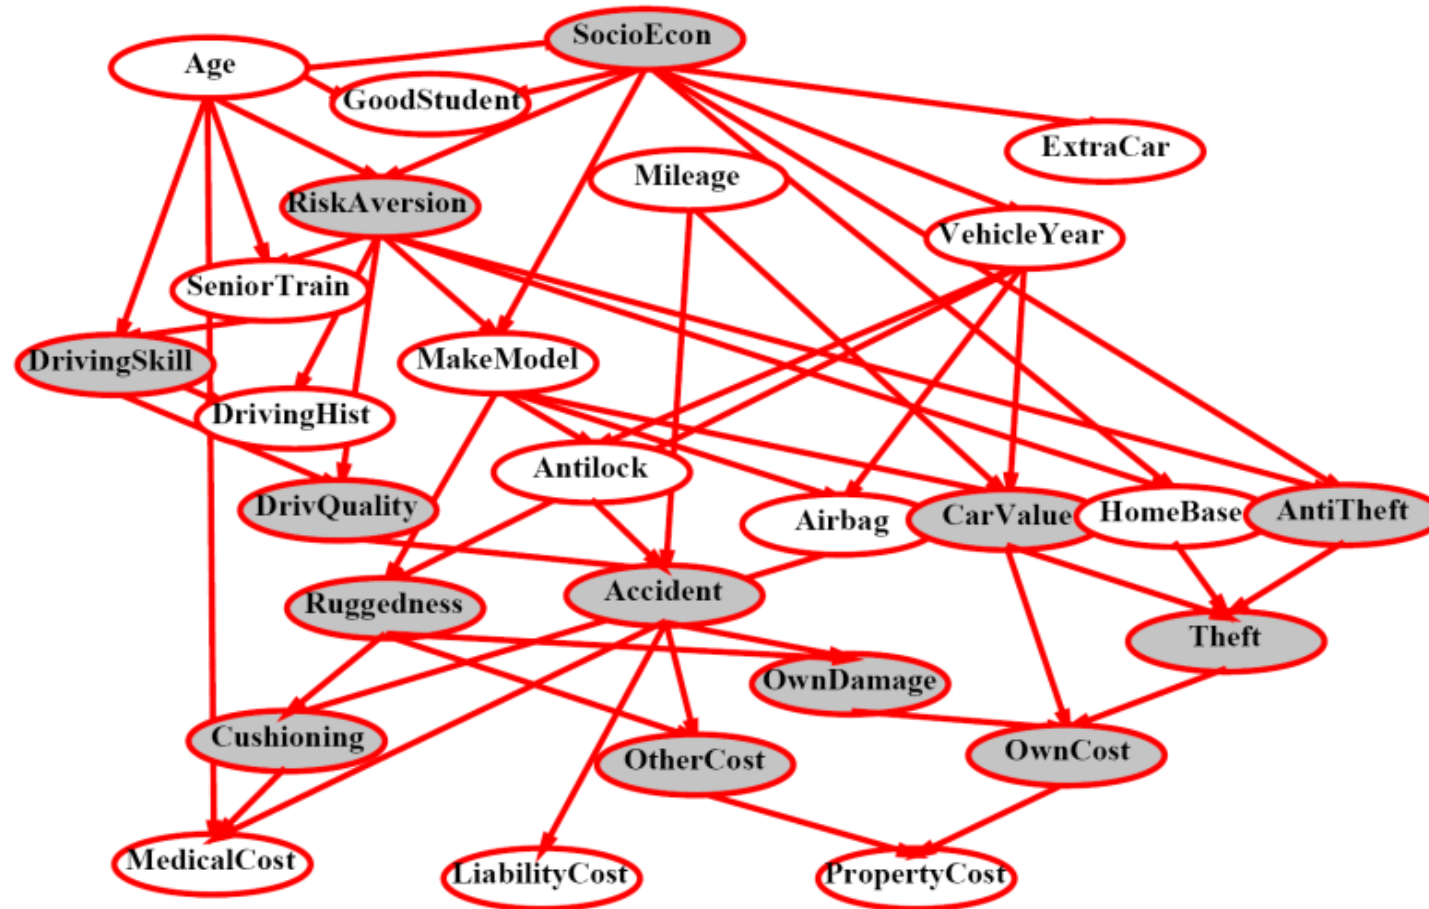 SocioEcon
Age
GoodStudent
ExtraCar
Mileage
RiskAversion
VehicleYear
SeniorTrain
DrivingSkill
MakeModel
DrivingHist
Antilock
DrivQuality
Airbag
CarValue
HomeBase
AntiTheft
Ruggedness
Accident
Theft
OwnDamage
Cushioning
OtherCost
OwnCost
MedicalCost
LiabilityCost
PropertyCost